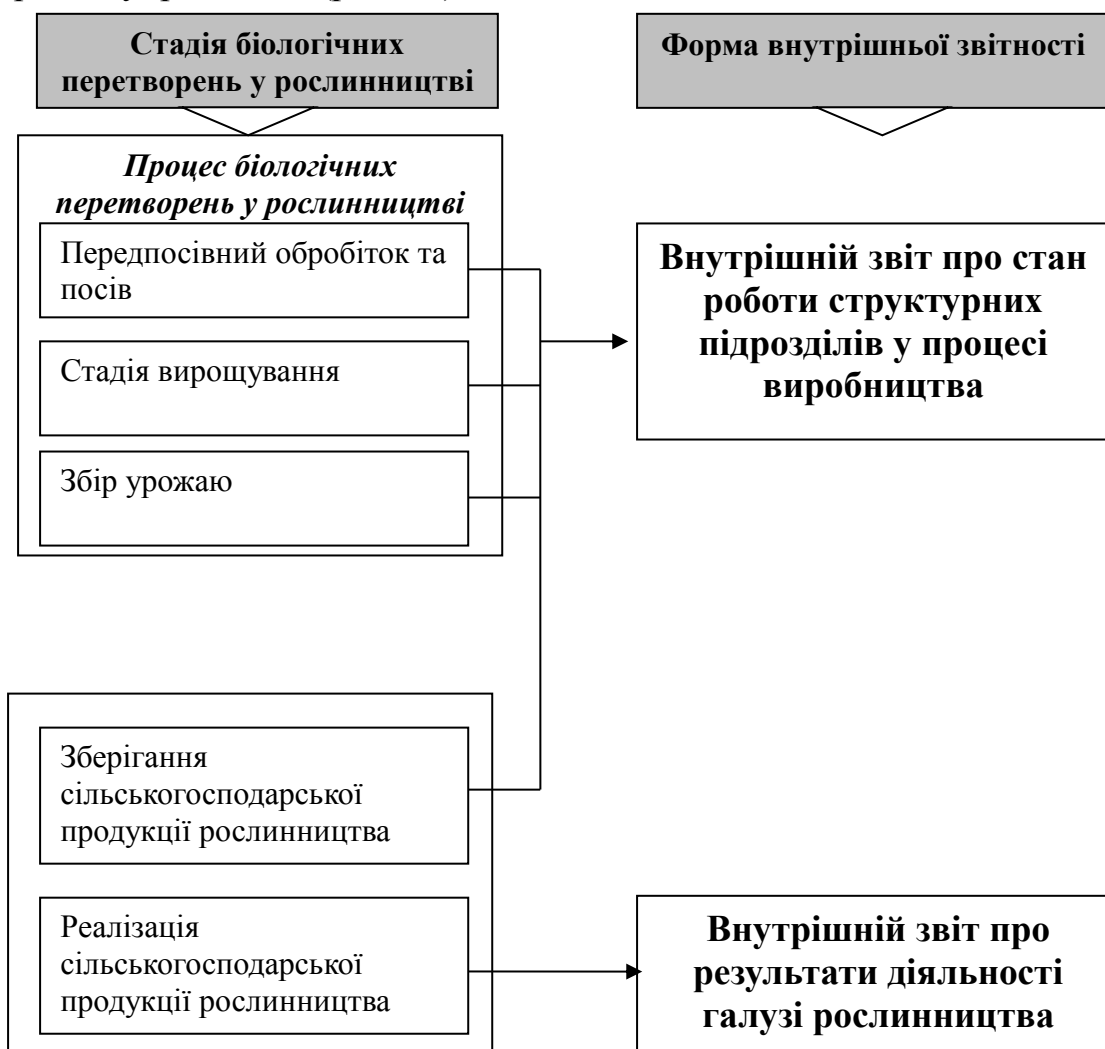 Стадія біологічних
перетворень у рослинництві
Форма внутрішньої звітності
Процес біологічних
перетворень у рослинництві
Передпосівний обробіток та
посів
Стадія вирощування
Збір урожаю
Внутрішній звіт про стан
роботи структурних
підрозділів у процесі
виробництва
Зберігання
сільськогосподарської
продукції рослинництва
Реалізація
сільськогосподарської
продукції рослинництва
Внутрішній звіт про
результати діяльності
галузі рослинництва